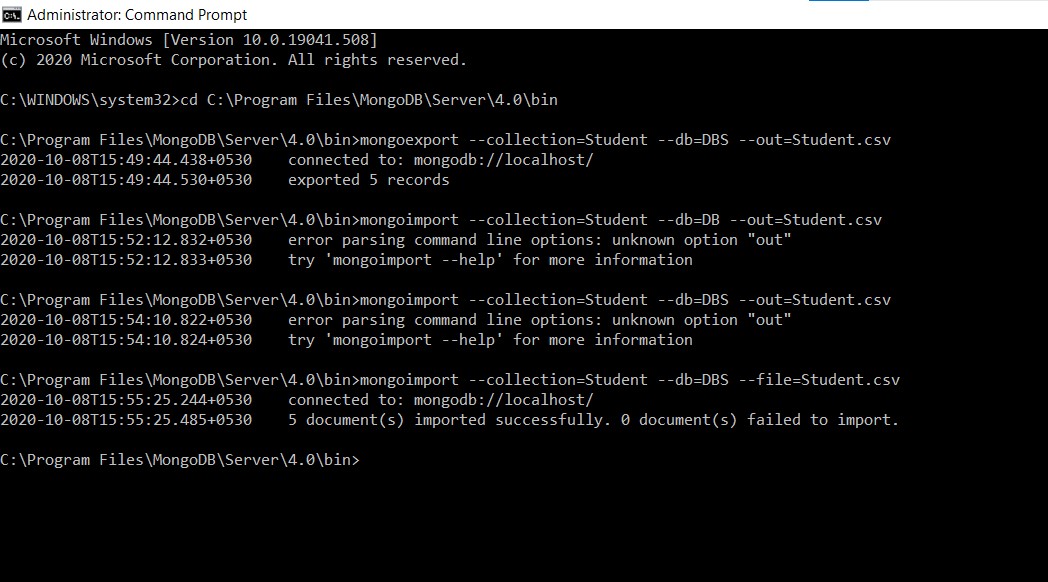 Administrator: Command Prompt
Microsoft Windows [Version 10.0.19041.508]
(c) 2020 Microsoft Corporation. All rights reserved.
C:\WINDOWS\system32>cd C:\Program Files\MongoDB\Server\4.0\bin
C:\Program Files\MongoDB\Server\4.0\bin>mongoexport --collection=Student --db=DBS --out=Student.csv
2020-10-08T15:49:44.438+0530    connected to: mongodb://localhost/
2020-10-08T15:49:44.530+0530    exported 5 records
C:\Program Files\MongoDB\Server\4.0\bin>mongoimport --collection=Student --db=DB --out=Student.csv
2020-10-08T15:52:12.832+0530    error parsing command line options: unknown option "out"
2020-10-08T15:52:12.833+0530    try 'mongoimport --help' for more information
C:\Program Files\MongoDB\Server\4.0\bin>mongoimport --collection=Student --db=DBS --out=Student.csv
2020-10-08T15:54:10.822+0530    error parsing command line options: unknown option "out"
2020-10-08T15:54:10.824+0530    try 'mongoimport --help' for more information
C:\Program Files\MongoDB\Server\4.0\bin>mongoimport --collection=Student --db=DBS --file=Student.csv
2020-10-08T15:55:25.244+0530    connected to: mongodb://localhost/
2020-10-08T15:55:25.485+0530    5 document(s) imported successfully. 0 document(s) failed to import.
C:\Program Files\MongoDB\Server\4.0\bin>